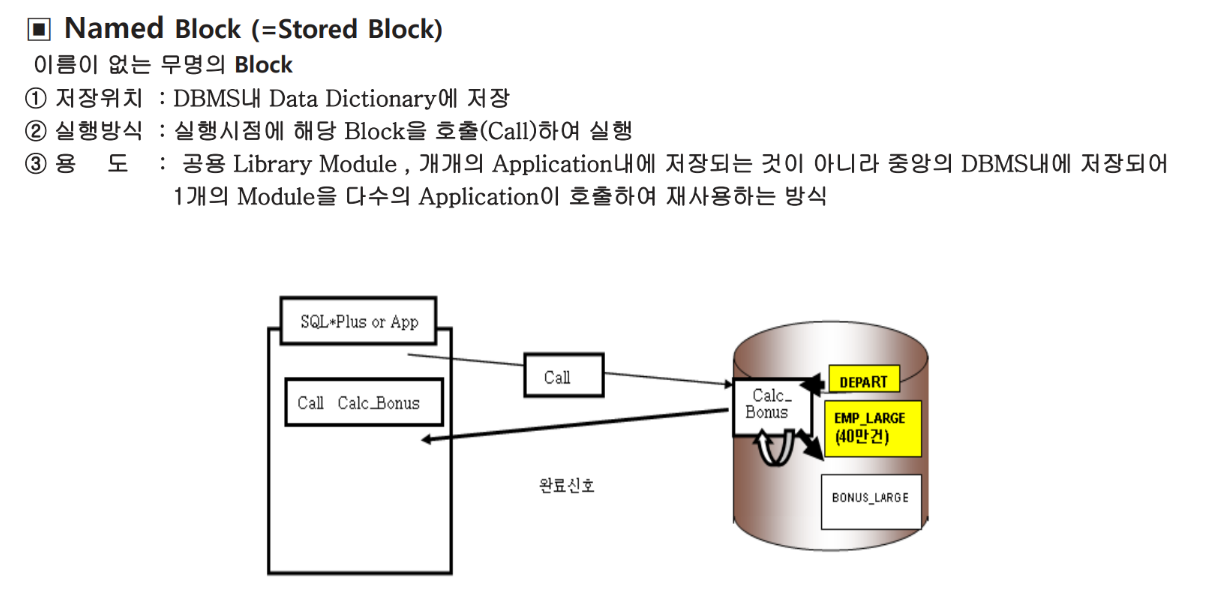 ▣ Named Block (=Stored Block)
이름이 없는 무명의 Block
① 저장위치 : DBMS내 Data Dictionary에 저장
② 실행방식 : 실행시점에 해당 Block을 호출(Call)하여 실행
③ 용 도 : 공용 Library Module , 개개의 Application내에 저장되는 것이 아니라 중앙의 DBMS내에 저장되어
1개의 Module을 다수의 Application이 호출하여 재사용하는 방식
SQL*Plus or App
Call
Call Calc_Bonus
Calc_
Bonus
DEPART
EMP_LARGE
(40만건)
완료신호
BONUS_LARGE